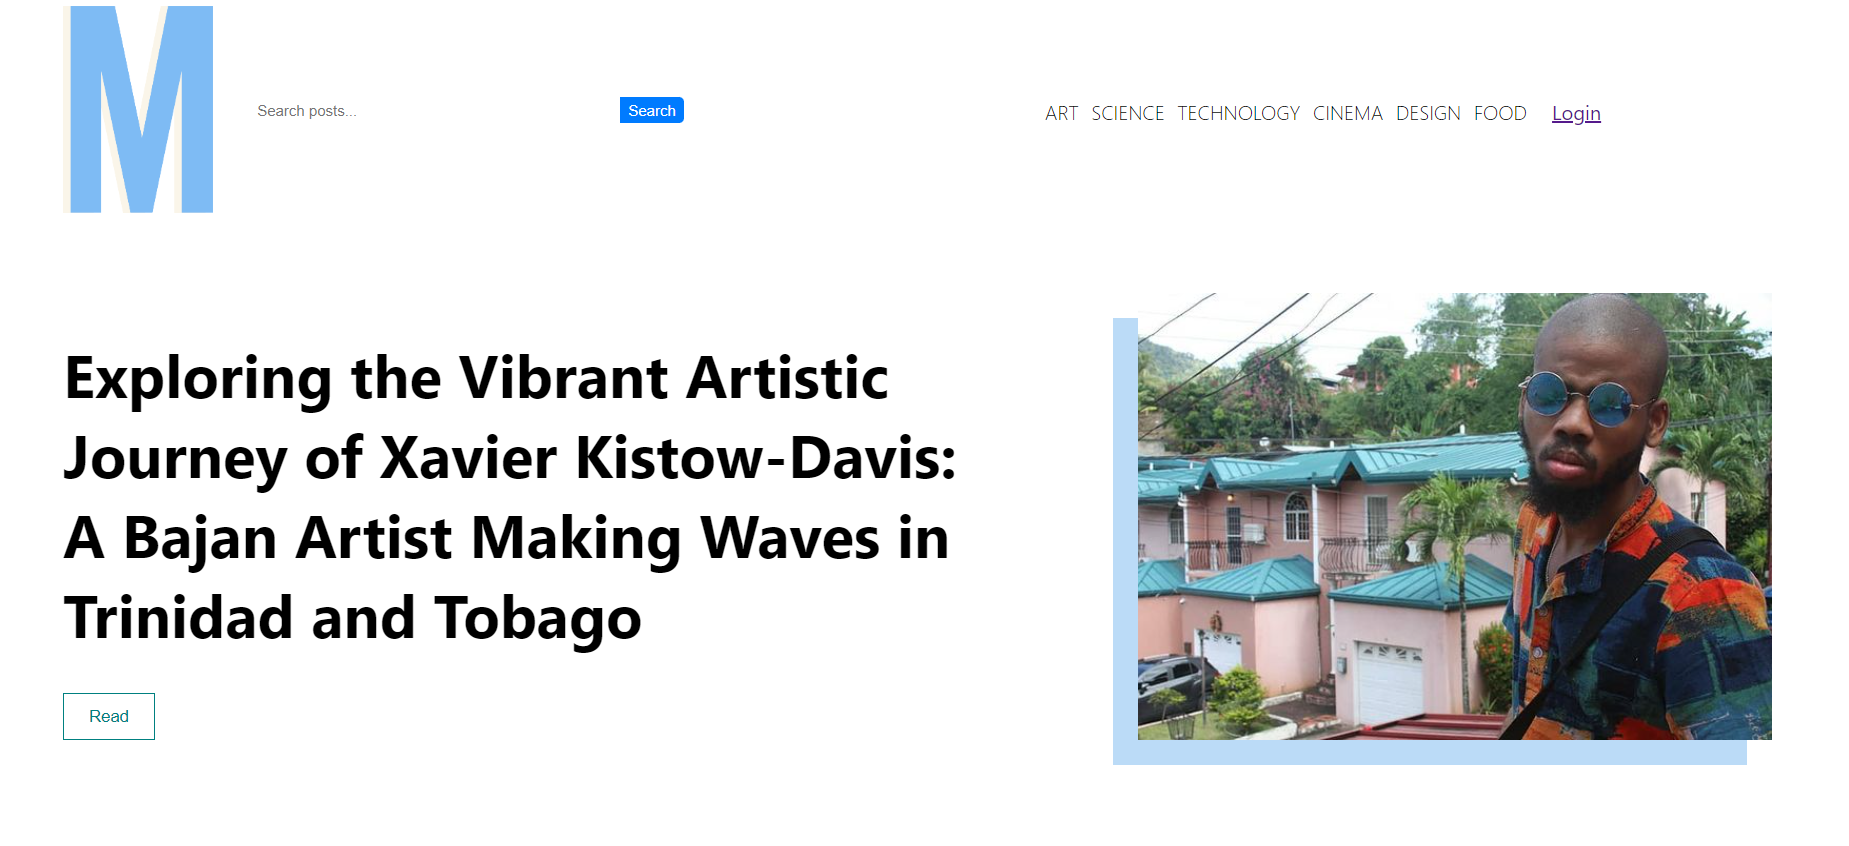 M
Search posts...
Search
ART SCIENCE TECHNOLOGY CINEMA DESIGN FOOD Login
Exploring the Vibrant Artistic
Journey of Xavier Kistow-Davis:
A Bajan Artist Making Waves in
Trinidad and Tobago
Read